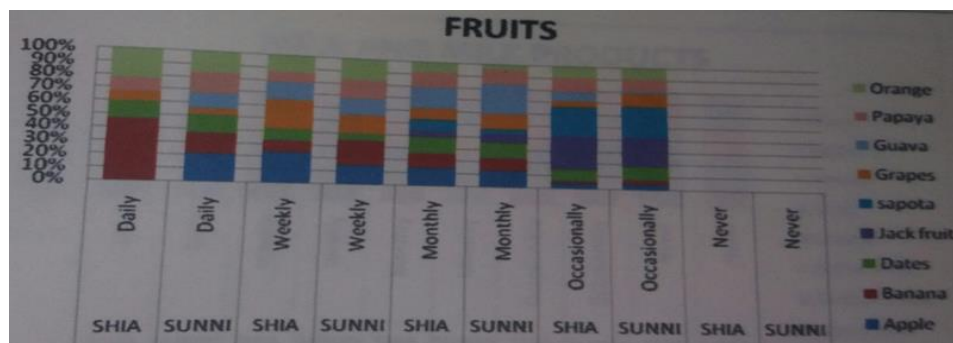 FRUITS
100%
90%
80%
70%
60%
50%
40%
30%
20%
10%
0%
Orange
Papaya
Guava
Grapes
sapota
Jack fruit
Dates
Banana
Apple
Daily Daily Weekly Weekly Monthly Monthly Occasionally Occasionally Never Never
SHIA SUNNI SHIA SUNNI SHIA SUNNI SHIA SUNNI SHIA SUNNI